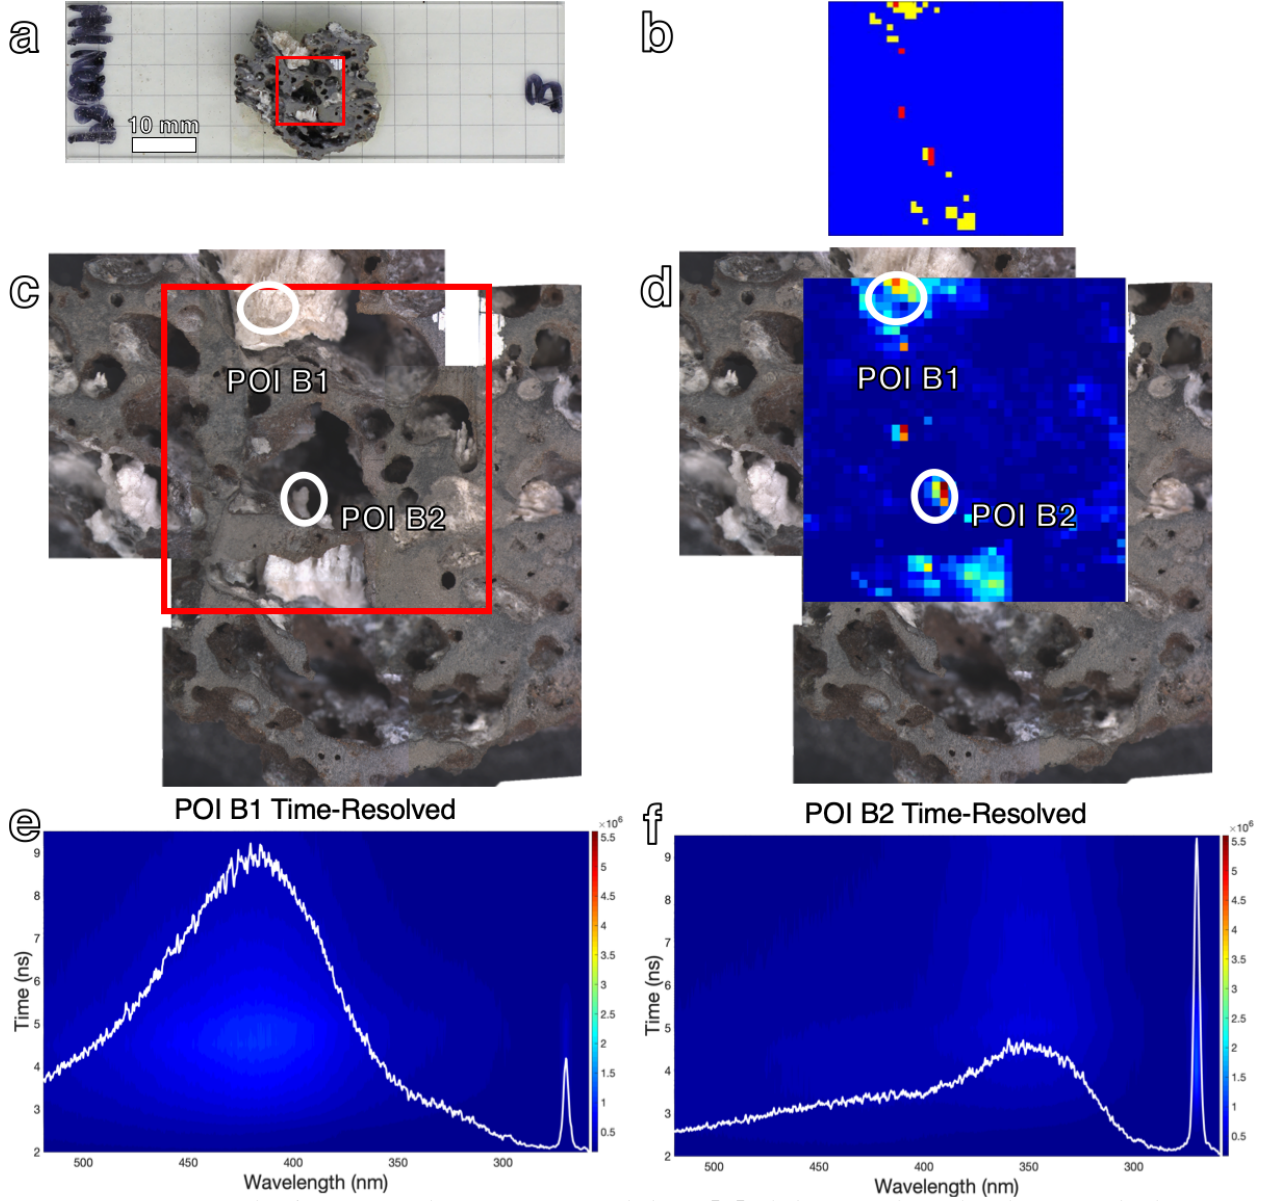 a
10 mm
b
c
POI B1
POI B2
d
POI B1
POI B2
e
POI B1 Time-Resolved
×10⁶
5.5
5
4.5
4
3.5
3
2.5
2
1.5
1
0.5
9
8
7
6
5
4
3
2
Time (ns)
500 450 400 350 300
Wavelength (nm)
f
POI B2 Time-Resolved
×10⁶
5.5
5
4.5
4
3.5
3
2.5
2
1.5
1
0.5
9
8
7
6
5
4
3
2
Time (ns)
500 450 400 350 300
Wavelength (nm)